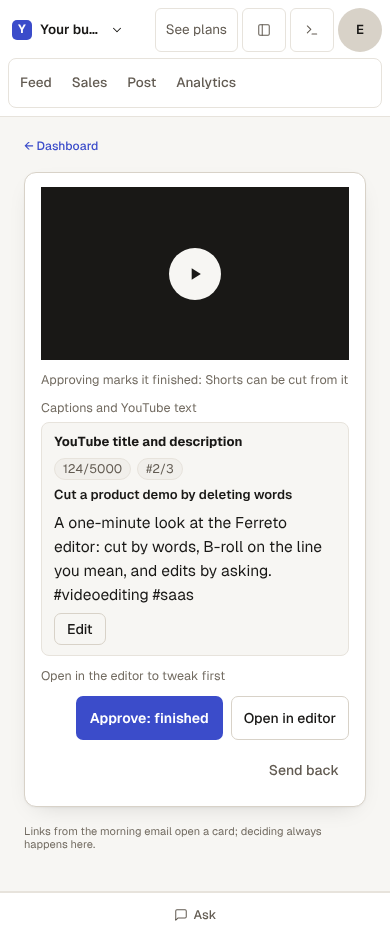 Y Your bu... See plans E
Feed Sales Post Analytics
← Dashboard
Approving marks it finished: Shorts can be cut from it
Captions and YouTube text
YouTube title and description
124/5000 #2/3
Cut a product demo by deleting words
A one-minute look at the Ferreto
editor: cut by words, B-roll on the line
you mean, and edits by asking.
#videoediting #saas
Edit
Open in the editor to tweak first
Approve: finished Open in editor
Send back
Links from the morning email open a card; deciding always
happens here.
Ask